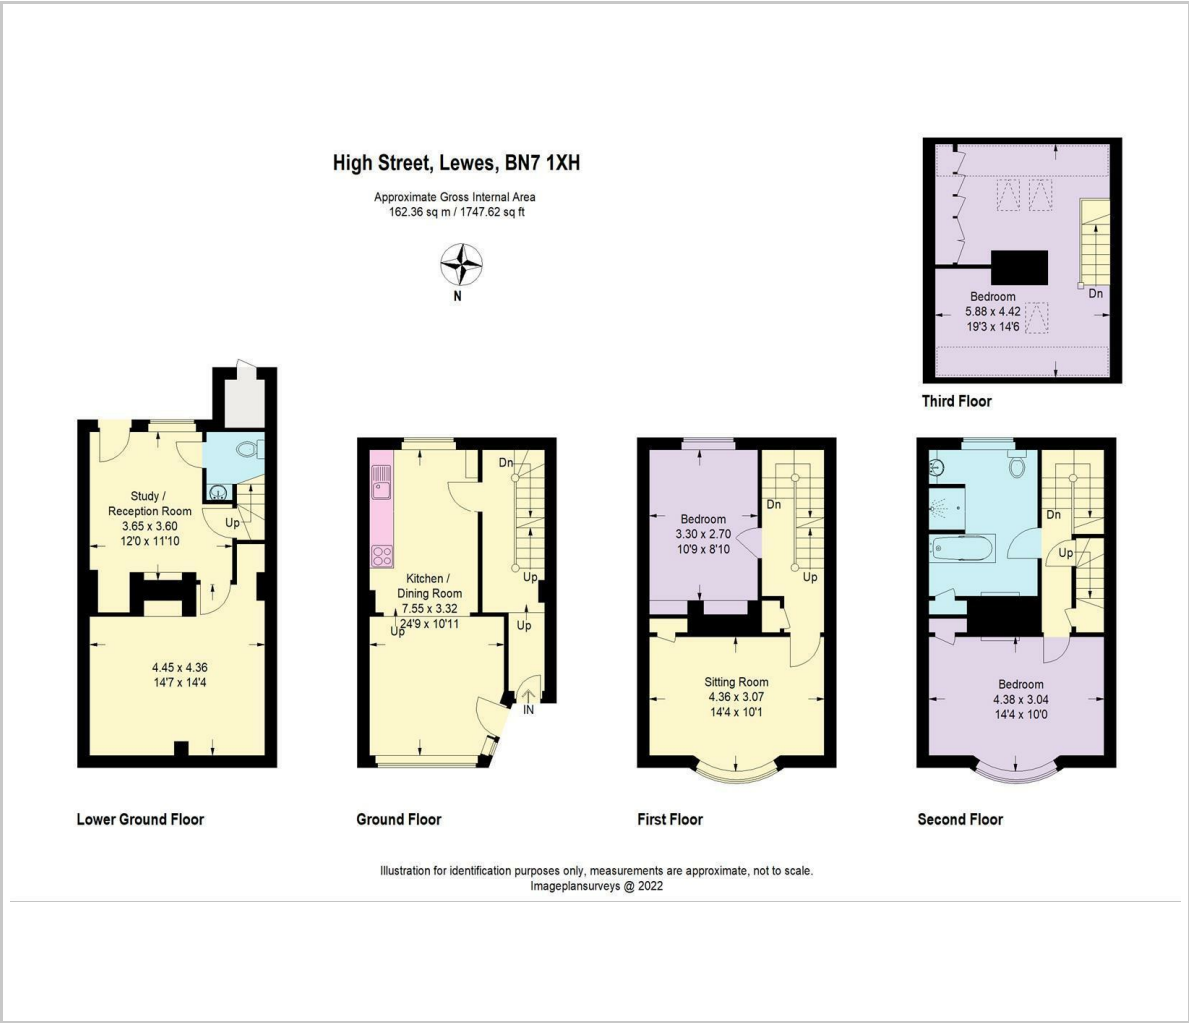 High Street, Lewes, BN7 1XH
Approximate Gross Internal Area
162.36 sq m / 1747.62 sq ft
N
Bedroom
5.88 x 4.42
19'3 x 14'6
Dn
Third Floor
Study /
Reception Room
3.65 x 3.60
12'0 x 11'10
Up
4.45 x 4.36
14'7 x 14'4
Lower Ground Floor
Dn
Up
Kitchen /
Dining Room
7.55 x 3.32
24'9 x 10'11
Up
Up
IN
Ground Floor
Bedroom
3.30 x 2.70
10'9 x 8'10
Dn
Up
Sitting Room
4.36 x 3.07
14'4 x 10'1
First Floor
Dn
Up
Bedroom
4.38 x 3.04
14'4 x 10'0
Second Floor
Illustration for identification purposes only, measurements are approximate, not to scale.
Imageplansurveys @ 2022